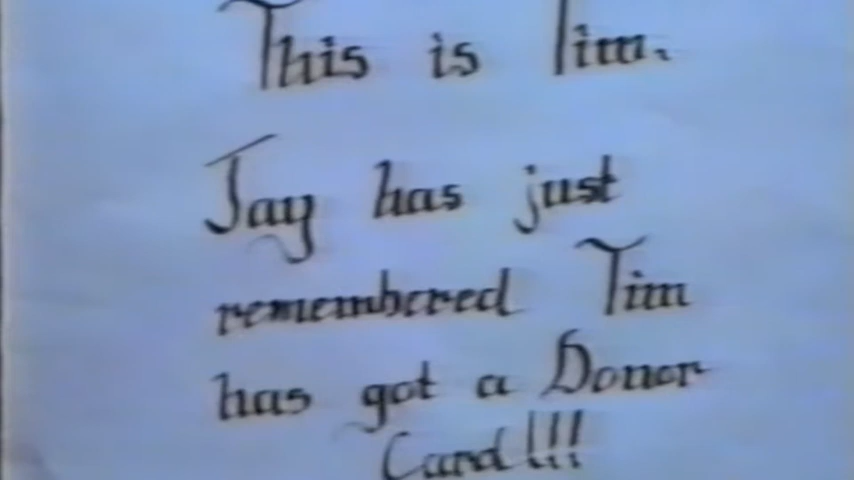 This is Tim.
Jay has just
remembered Tim
has got a Donor
Card!!!